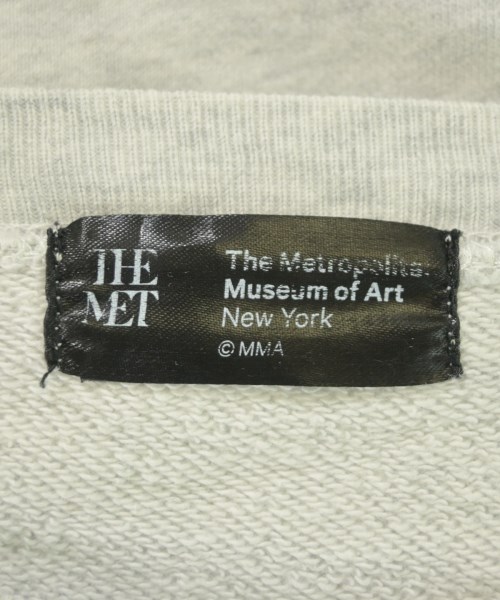 THE
MET
The Metropolita
Museum of Art
New York
© MMA